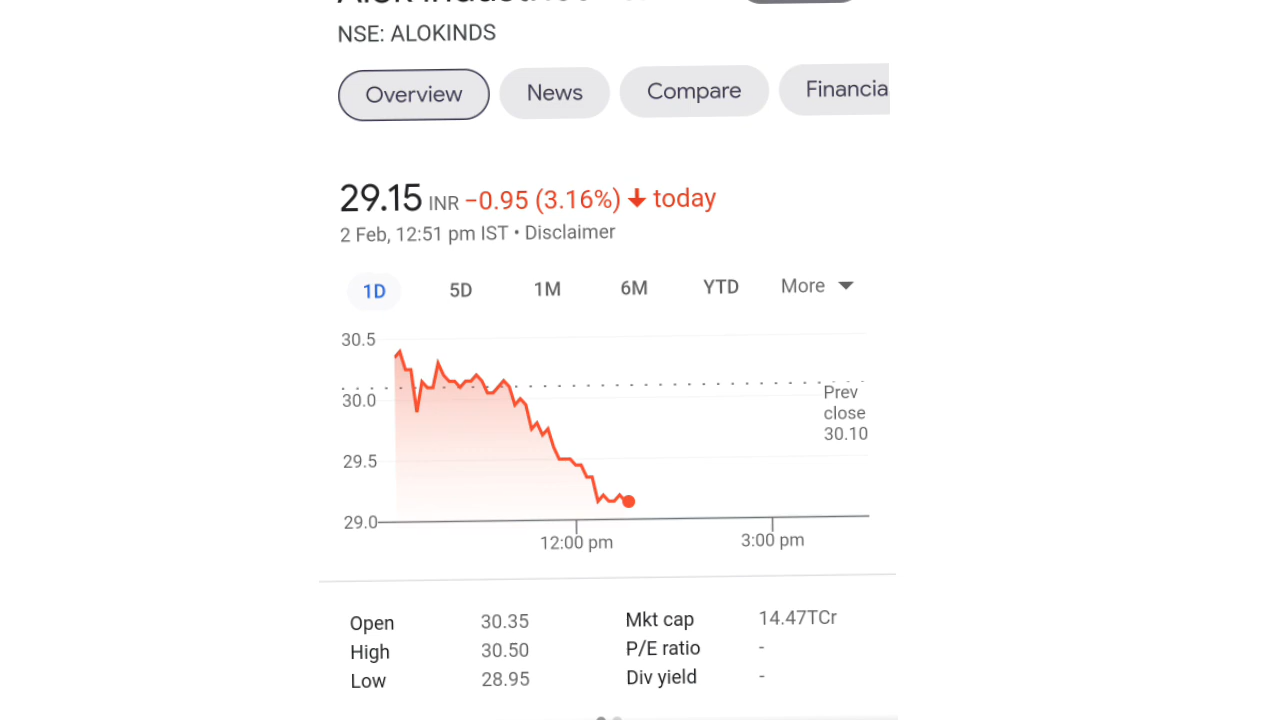 NSE: ALOKINDS
Overview News Compare Financia
29.15 INR −0.95 (3.16%) ↓ today
2 Feb, 12:51 pm IST • Disclaimer
1D 5D 1M 6M YTD More
30.5
30.0
29.5
29.0
Prev
close
30.10
12:00 pm 3:00 pm
Open 30.35 Mkt cap 14.47TCr
High 30.50 P/E ratio -
Low 28.95 Div yield -